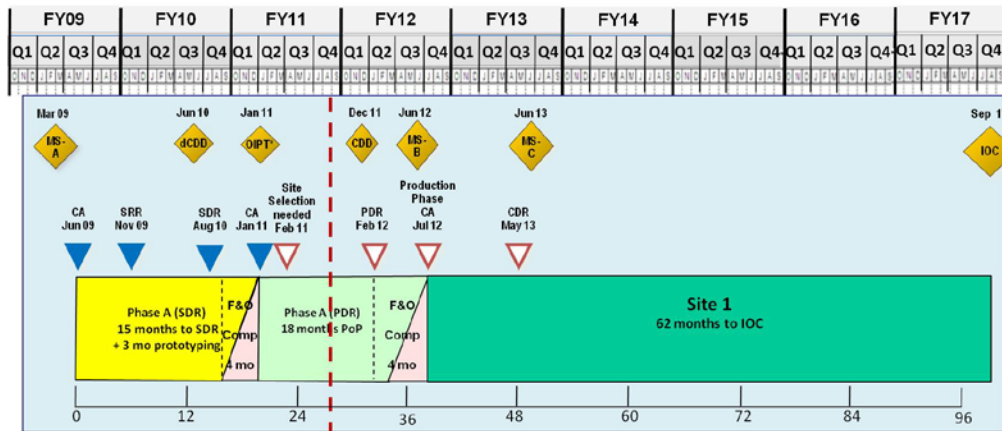 FY09 FY10 FY11 FY12 FY13 FY14 FY15 FY16 FY17
Q1 Q2 Q3 Q4 Q1 Q2 Q3 Q4 Q1 Q2 Q3 Q4 Q1 Q2 Q3 Q4 Q1 Q2 Q3 Q4 Q1 Q2 Q3 Q4 Q1 Q2 Q3 Q4 Q1 Q2 Q3 Q4 Q1 Q2 Q3 Q4
Mar 09 Jun 10 Jan 11 Dec 11 Jun 12 Jun 13 Sep 1
MS-
A
dCDD
OIPT*
CDD
MS-
B
MS-
C
IOC
CA
Jun 09
SRR
Nov 09
SDR
Aug 10
CA
Jan 11
Site
Selection
needed
Feb 11
PDR
Feb 12
Production
Phase
CA
Jul 12
CDR
May 13
Phase A (SDR)
15 months to SDR
+ 3 mo prototyping
F&O
Comp
4 mo
Phase A (PDR)
18 months PoP
F&O
Comp
4 mo
Site 1
62 months to IOC
0 12 24 36 48 60 72 84 96